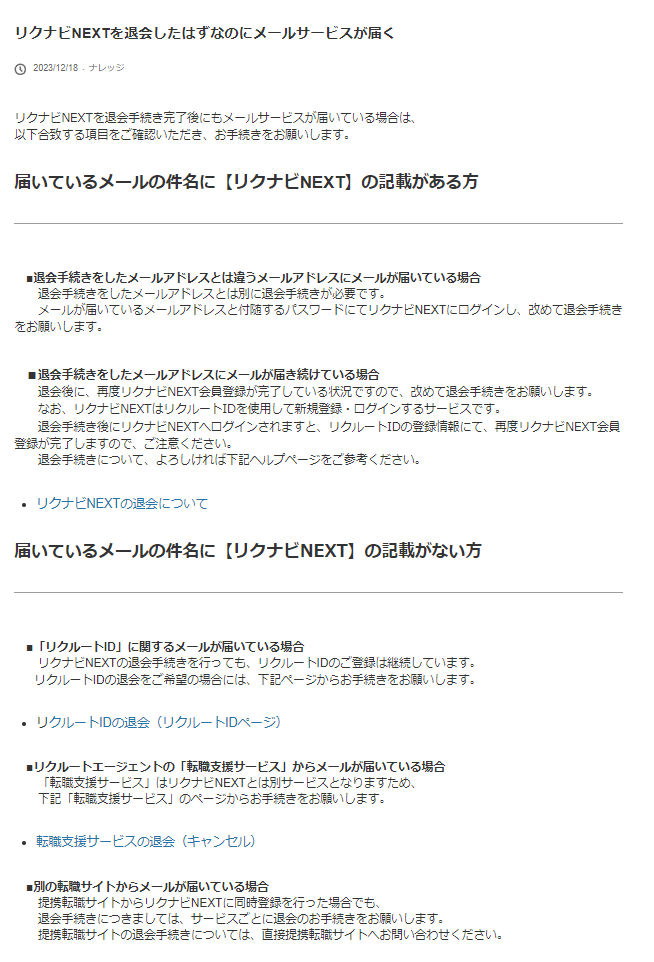 リクナビNEXTを退会したはずなのにメールサービスが届く
2023/12/18 - ナレッジ
リクナビNEXTを退会手続き完了後にもメールサービスが届いている場合は、
以下合致する項目をご確認いただき、お手続きをお願いします。
届いているメールの件名に【リクナビNEXT】の記載がある方
■退会手続きをしたメールアドレスとは違うメールアドレスにメールが届いている場合
退会手続きをしたメールアドレスとは別に退会手続きが必要です。
メールが届いているメールアドレスと付随するパスワードにてリクナビNEXTにログインし、改めて退会手続き
をお願いします。
■退会手続きをしたメールアドレスにメールが届き続けている場合
退会後に、再度リクナビNEXT会員登録が完了している状況ですので、改めて退会手続きをお願いします。
なお、リクナビNEXTはリクルートIDを使用して新規登録・ログインするサービスです。
退会手続き後にリクナビNEXTへログインされますと、リクルートIDの登録情報にて、再度リクナビNEXT会員
登録が完了しますので、ご注意ください。
退会手続きについて、よろしければ下記ヘルプページをご参考ください。
• リクナビNEXTの退会について
届いているメールの件名に【リクナビNEXT】の記載がない方
■「リクルートID」に関するメールが届いている場合
リクナビNEXTの退会手続きを行っても、リクルートIDのご登録は継続しています。
リクルートIDの退会をご希望の場合には、下記ページからお手続きをお願いします。
• リクルートIDの退会（リクルートIDページ）
■リクルートエージェントの「転職支援サービス」からメールが届いている場合
「転職支援サービス」はリクナビNEXTとは別サービスとなりますため、
下記「転職支援サービス」のページからお手続きをお願いします。
• 転職支援サービスの退会（キャンセル）
■別の転職サイトからメールが届いている場合
提携転職サイトからリクナビNEXTに同時登録を行った場合でも、
退会手続きにつきましては、サービスごとに退会のお手続きをお願いします。
提携転職サイトの退会手続きについては、直接提携転職サイトへお問い合わせください。